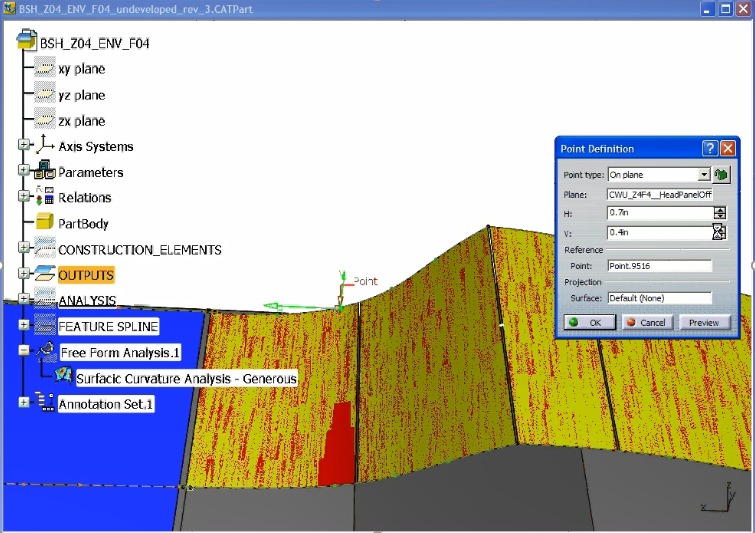 BSH_Z04_ENV_F04_undeveloped_rev_3.CATPart
BSH_Z04_ENV_F04
xy plane
yz plane
zx plane
Axis Systems
Parameters
Relations
PartBody
CONSTRUCTION_ELEMENTS
OUTPUTS
ANALYSIS
FEATURE SPLINE
Free Form Analysis.1
Surfacic Curvature Analysis - Generous
Annotation Set.1
Point
Point Definition
Point type: On plane
Plane: CWU_Z4F4__HeadPanelOff
H: 0.7in
V: 0.4in
Reference
Point: Point.9516
Projection
Surface: Default (None)
OK Cancel Preview
z
y
x